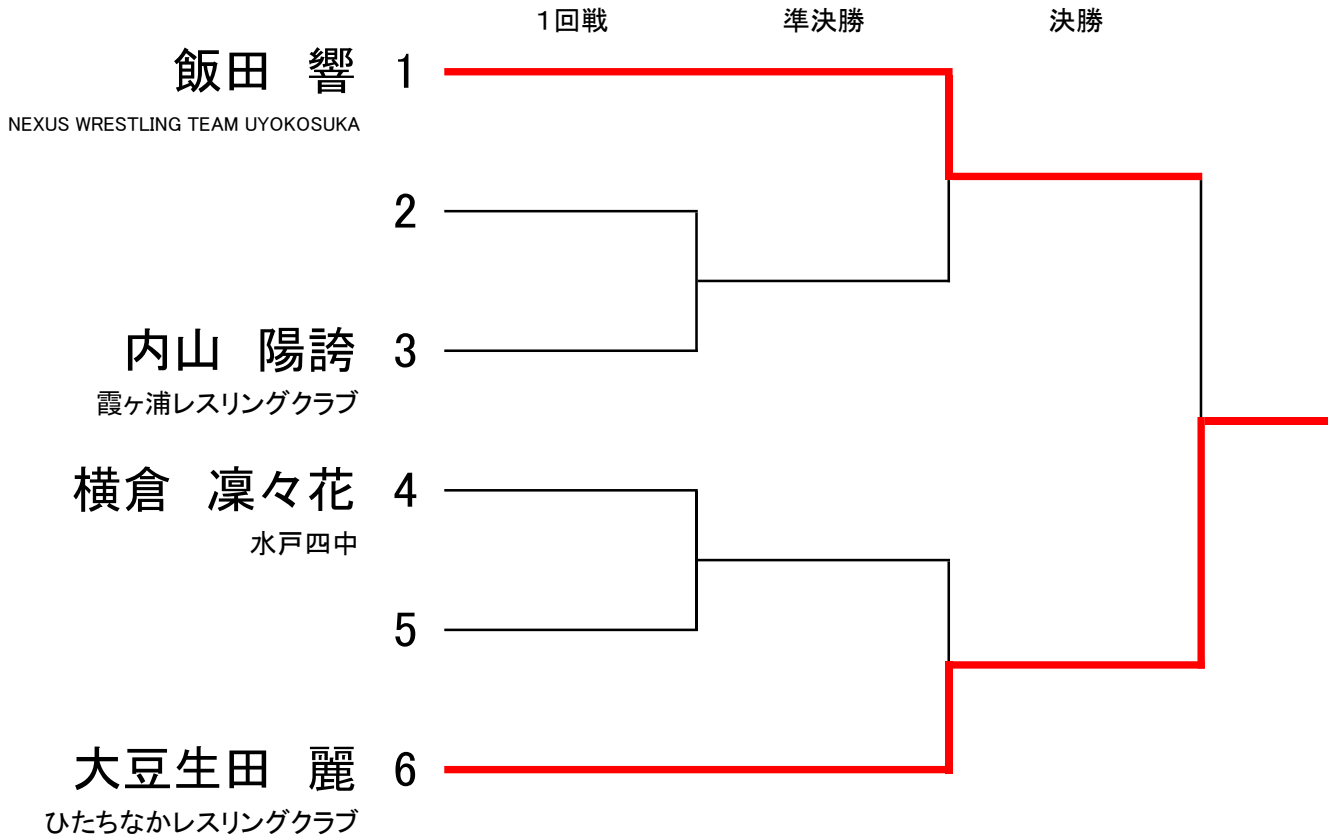 1回戦 準決勝 決勝
飯田 響 1
NEXUS WRESTLING TEAM UYOKOSUKA
2
内山 陽誇 3
霞ヶ浦レスリングクラブ
横倉 凜々花 4
水戸四中
5
大豆生田 麗 6
ひたちなかレスリングクラブ